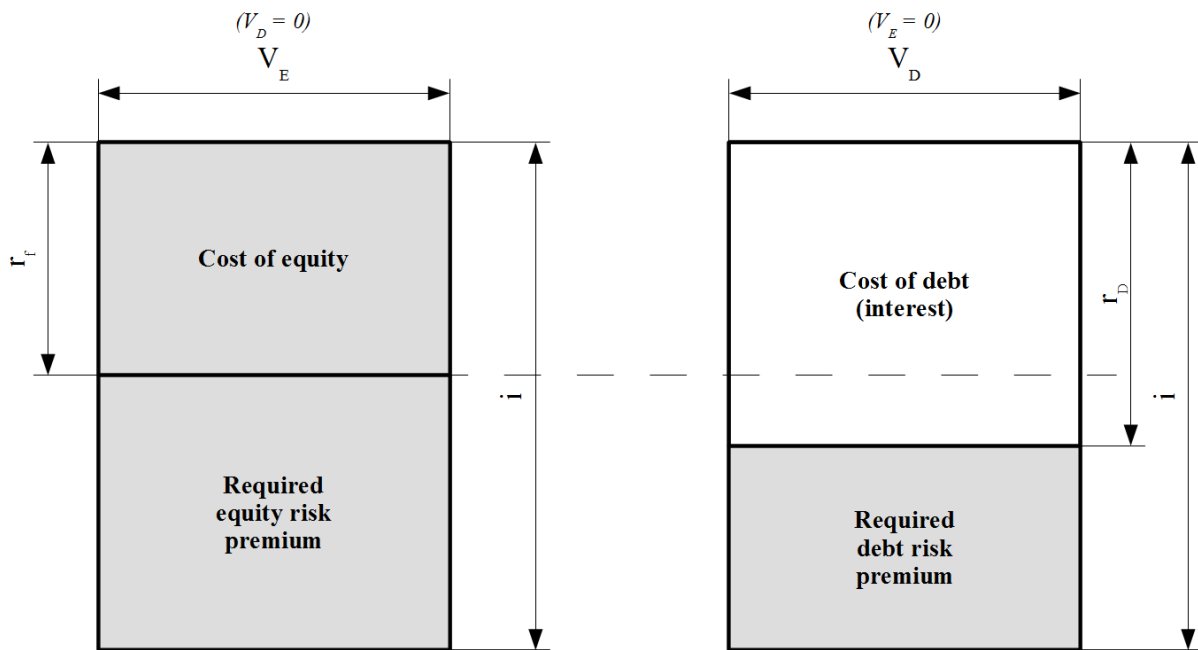 (V_D = 0)
V_E
r_f
Cost of equity
Required
equity risk
premium
i
(V_E = 0)
V_D
Cost of debt
(interest)
r_D
Required
debt risk
premium
i